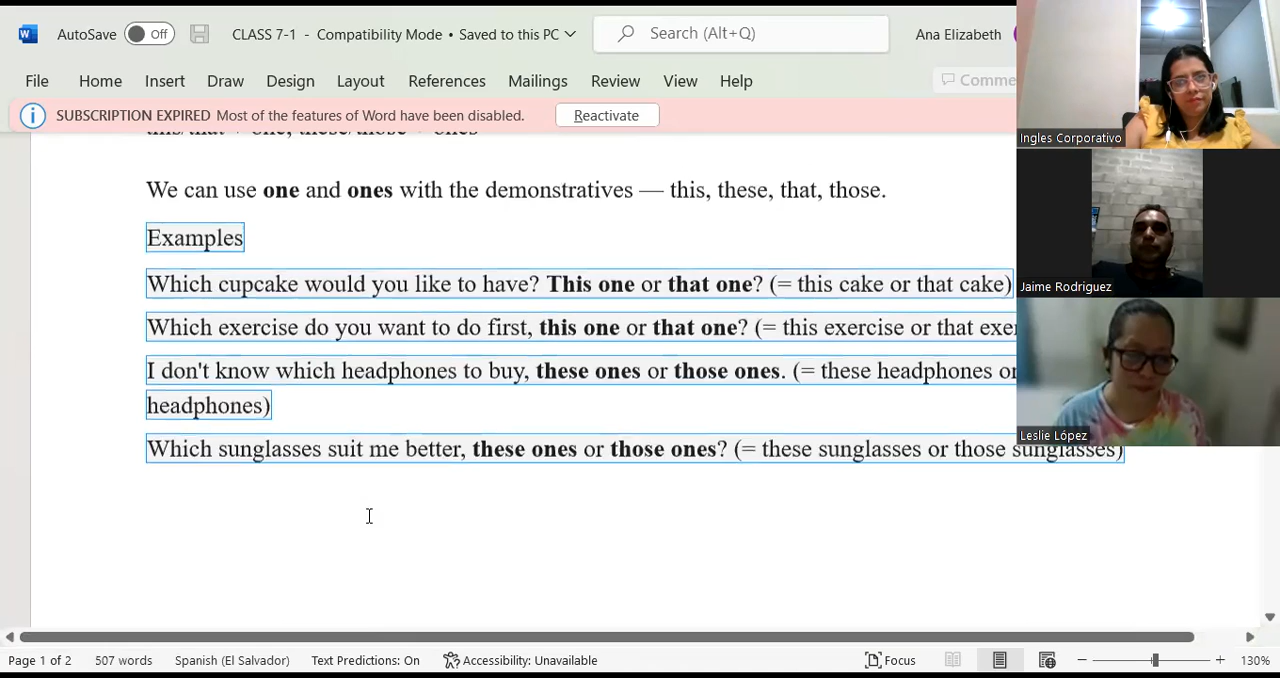 AutoSave Off CLASS 7-1 - Compatibility Mode • Saved to this PC Search (Alt+Q) Ana Elizabeth
File Home Insert Draw Design Layout References Mailings Review View Help
SUBSCRIPTION EXPIRED Most of the features of Word have been disabled. Reactivate
this/that + one, these/those + ones
We can use one and ones with the demonstratives — this, these, that, those.
Examples
Which cupcake would you like to have? This one or that one? (= this cake or that cake)
Which exercise do you want to do first, this one or that one? (= this exercise or that
I don't know which headphones to buy, these ones or those ones. (= these headphones or
headphones)
Which sunglasses suit me better, these ones or those ones? (= these sunglasses or those sunglasses)
Ingles Corporativo
Jaime Rodriguez
Leslie López
Page 1 of 2 507 words Spanish (El Salvador) Text Predictions: On Accessibility: Unavailable Focus 130%